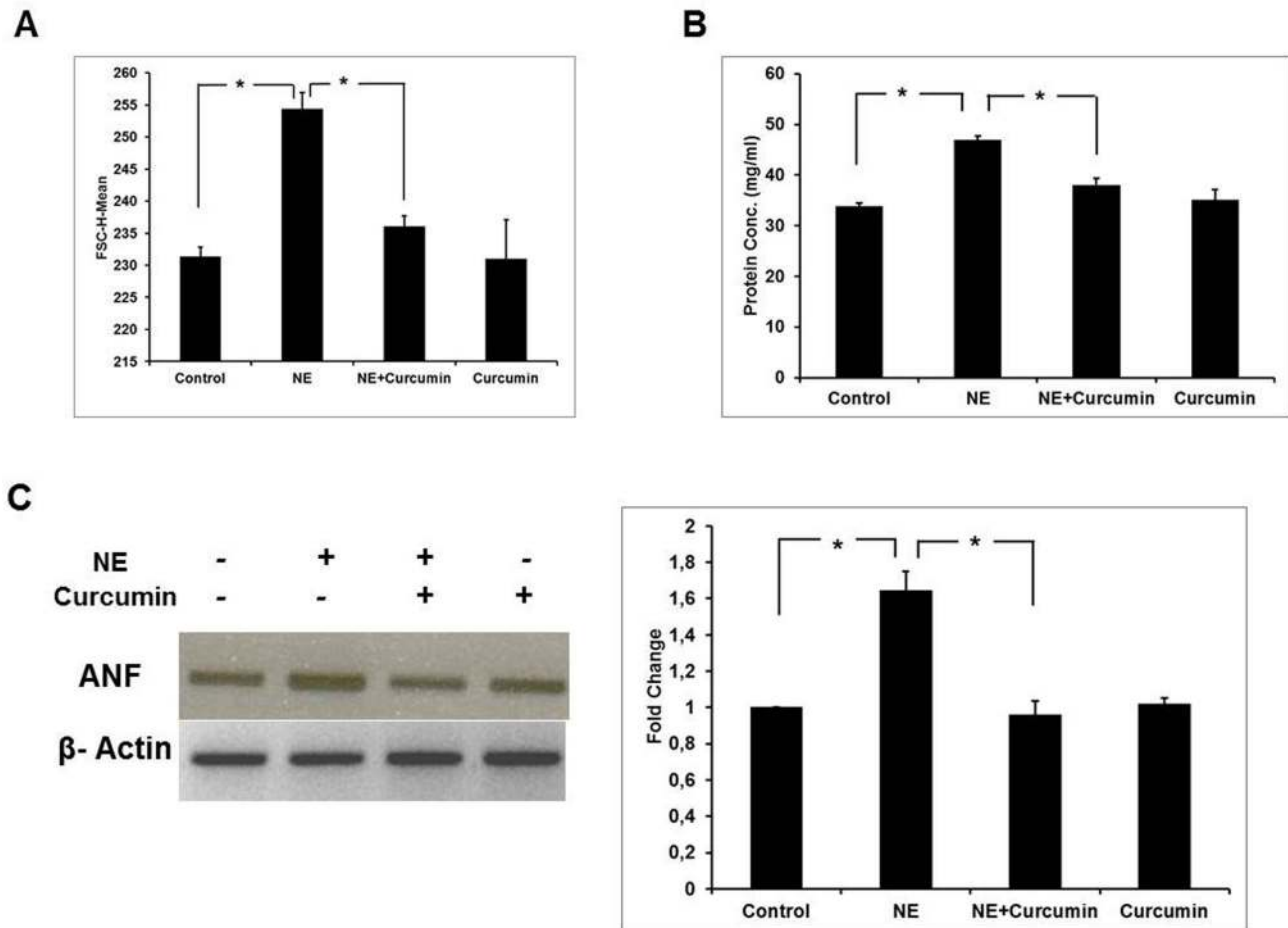 A
B
260
255
250
245
240
235
230
225
220
215
FSC-H-Mean
* *
Control NE NE+Curcumin Curcumin
60
50
40
30
20
10
0
Protein Conc. (mg/ml)
* *
Control NE NE+Curcumin Curcumin
C
NE - + + -
Curcumin - - + +
ANF
β- Actin
2
1,8
1,6
1,4
1,2
1
0,8
0,6
0,4
0,2
0
Fold Change
* *
Control NE NE+Curcumin Curcumin